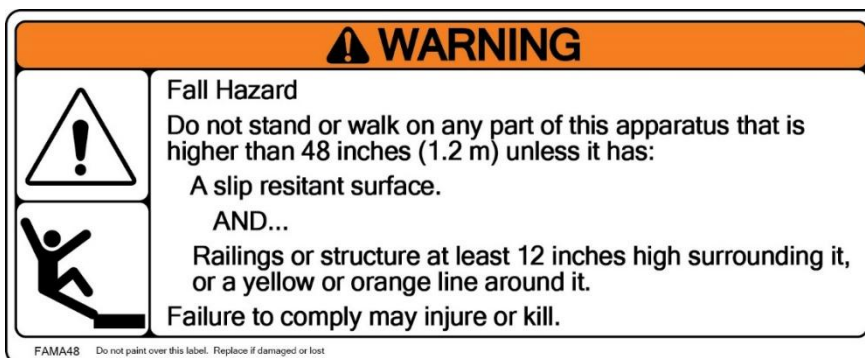 WARNING
Fall Hazard
Do not stand or walk on any part of this apparatus that is
higher than 48 inches (1.2 m) unless it has:
A slip resitant surface.
AND...
Railings or structure at least 12 inches high surrounding it,
or a yellow or orange line around it.
Failure to comply may injure or kill.
FAMA48 Do not paint over this label. Replace if damaged or lost